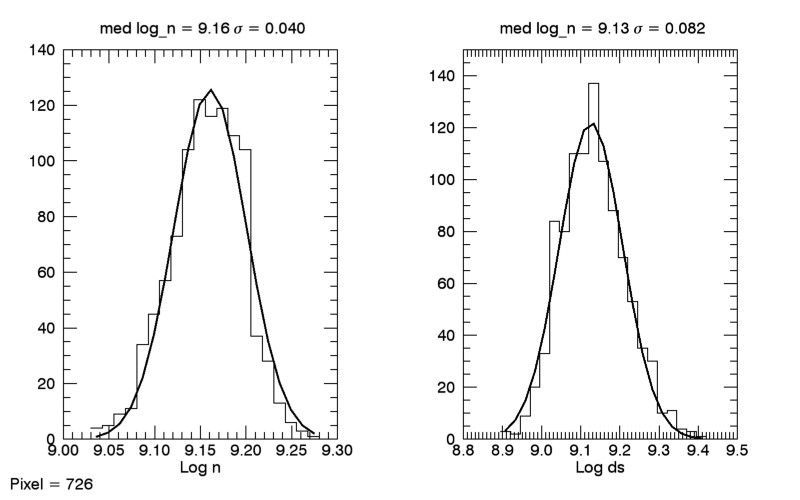 med log_n = 9.16 σ = 0.040
med log_n = 9.13 σ = 0.082
140
120
100
80
60
40
20
0
9.00 9.05 9.10 9.15 9.20 9.25 9.30
Log n
140
120
100
80
60
40
20
0
8.8 8.9 9.0 9.1 9.2 9.3 9.4 9.5
Log ds
Pixel = 726